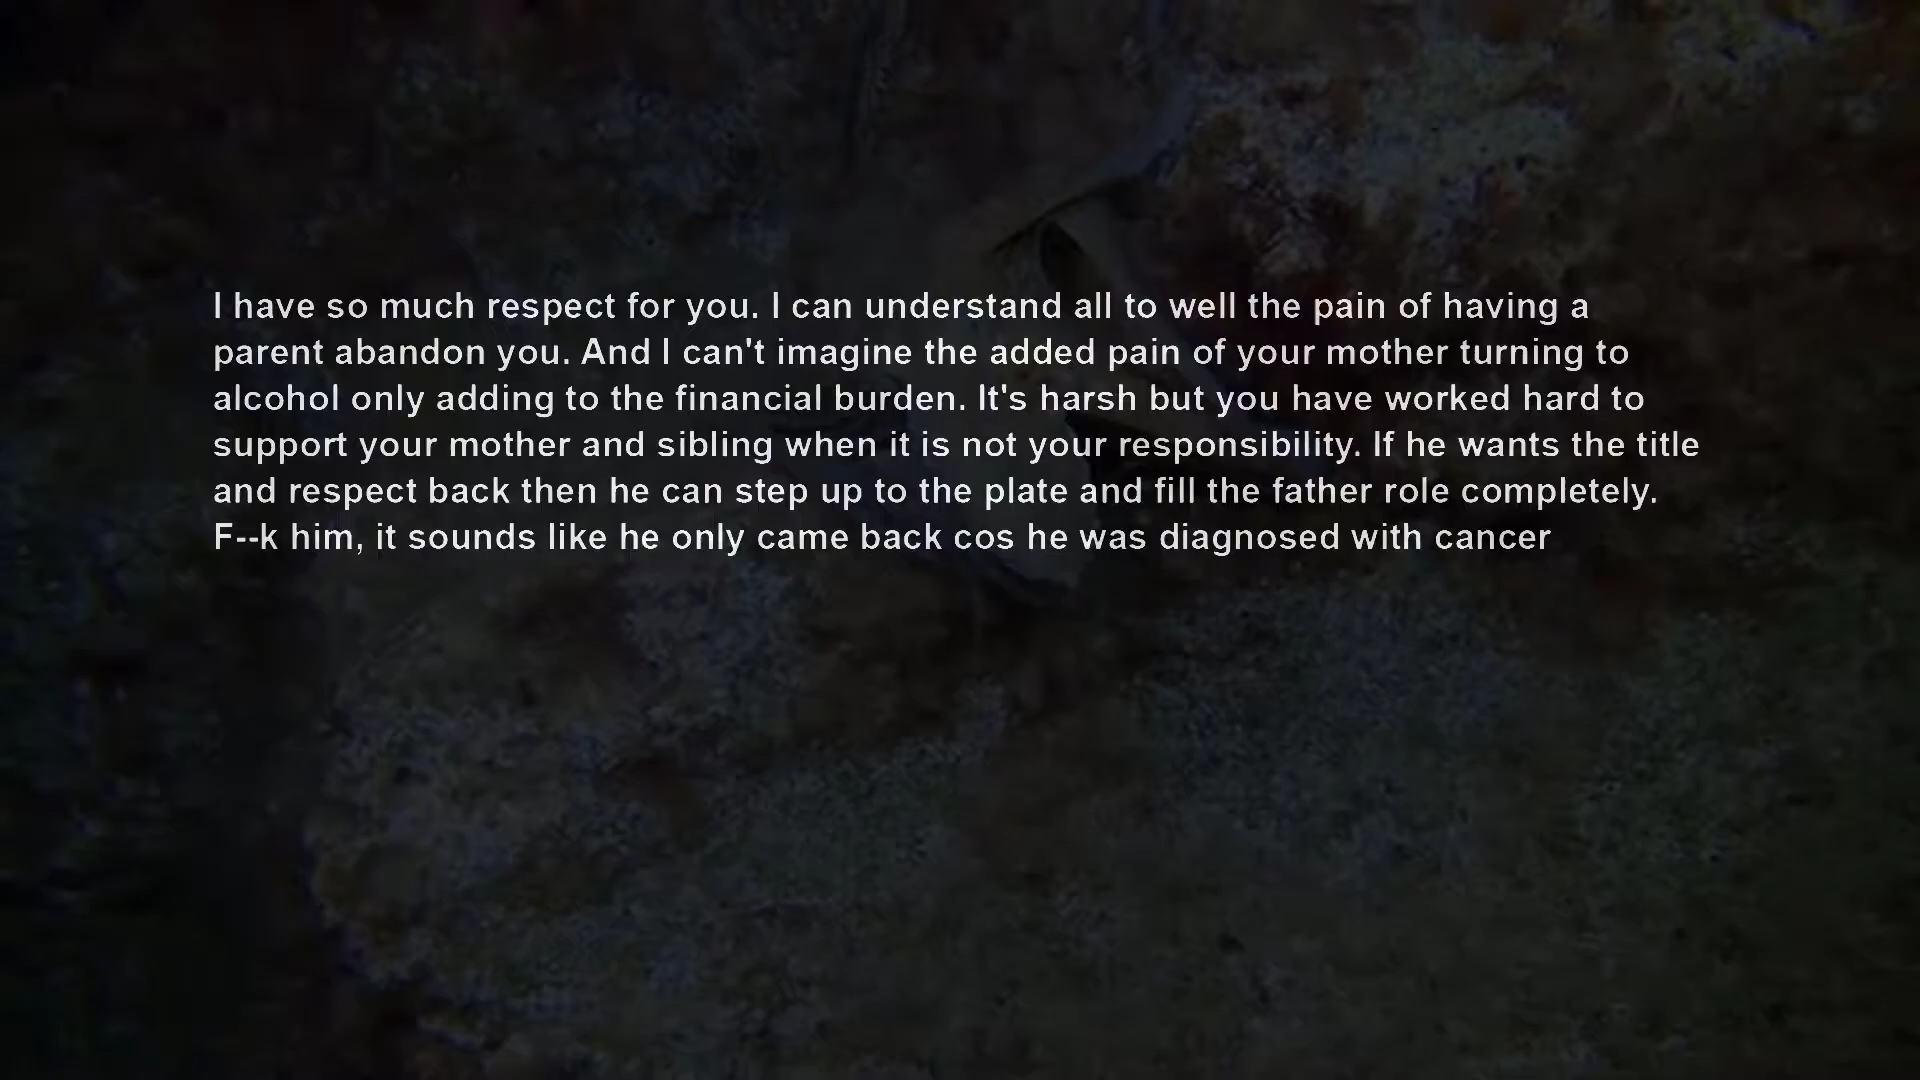 I have so much respect for you. I can understand all to well the pain of having a
parent abandon you. And I can't imagine the added pain of your mother turning to
alcohol only adding to the financial burden. It's harsh but you have worked hard to
support your mother and sibling when it is not your responsibility. If he wants the title
and respect back then he can step up to the plate and fill the father role completely.
F--k him, it sounds like he only came back cos he was diagnosed with cancer